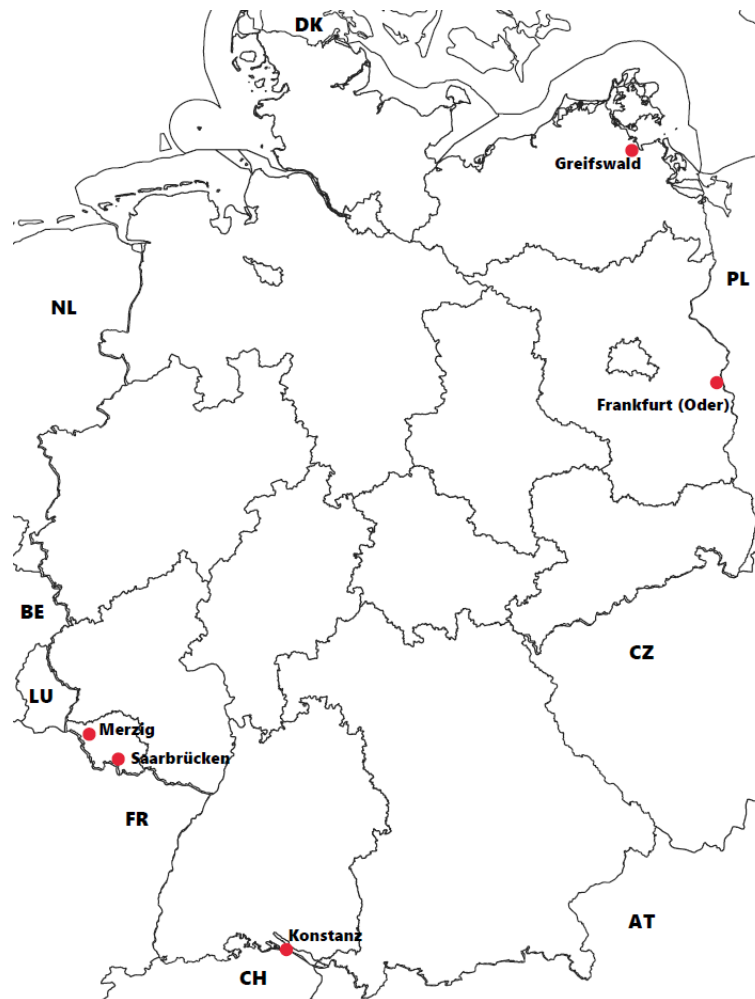 DK
Greifswald
PL
NL
Frankfurt (Oder)
BE
CZ
LU
Merzig
Saarbrücken
FR
AT
Konstanz
CH